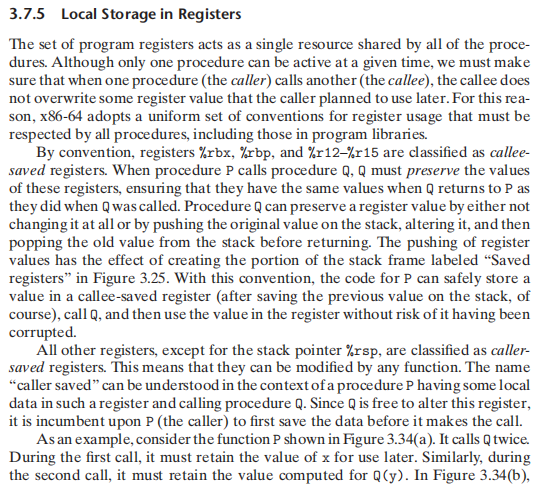 3.7.5 Local Storage in Registers
The set of program registers acts as a single resource shared by all of the proce-
dures. Although only one procedure can be active at a given time, we must make
sure that when one procedure (the caller) calls another (the callee), the callee does
not overwrite some register value that the caller planned to use later. For this rea-
son, x86-64 adopts a uniform set of conventions for register usage that must be
respected by all procedures, including those in program libraries.
By convention, registers %rbx, %rbp, and %r12–%r15 are classified as callee-
saved registers. When procedure P calls procedure Q, Q must preserve the values
of these registers, ensuring that they have the same values when Q returns to P as
they did when Q was called. Procedure Q can preserve a register value by either not
changing it at all or by pushing the original value on the stack, altering it, and then
popping the old value from the stack before returning. The pushing of register
values has the effect of creating the portion of the stack frame labeled “Saved
registers” in Figure 3.25. With this convention, the code for P can safely store a
value in a callee-saved register (after saving the previous value on the stack, of
course), call Q, and then use the value in the register without risk of it having been
corrupted.
All other registers, except for the stack pointer %rsp, are classified as caller-
saved registers. This means that they can be modified by any function. The name
“caller saved” can be understood in the context of a procedure P having some local
data in such a register and calling procedure Q. Since Q is free to alter this register,
it is incumbent upon P (the caller) to first save the data before it makes the call.
As an example, consider the function P shown in Figure 3.34(a). It calls Q twice.
During the first call, it must retain the value of x for use later. Similarly, during
the second call, it must retain the value computed for Q(y). In Figure 3.34(b),